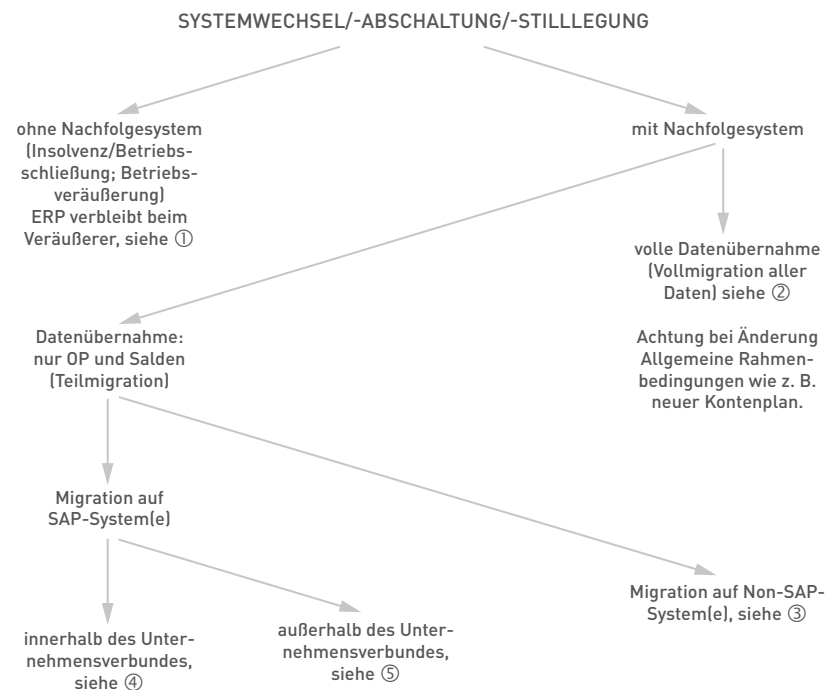 SYSTEMWECHSEL/-ABSCHALTUNG/-STILLLEGUNG
ohne Nachfolgesystem
(Insolvenz/Betriebs-
schließung; Betriebs-
veräußerung)
ERP verbleibt beim
Veräußerer, siehe ①
mit Nachfolgesystem
volle Datenübernahme
(Vollmigration aller
Daten) siehe ②
Achtung bei Änderung
Allgemeine Rahmen-
bedingungen wie z. B.
neuer Kontenplan.
Datenübernahme:
nur OP und Salden
(Teilmigration)
Migration auf
SAP-System(e)
Migration auf Non-SAP-
System(e), siehe ③
innerhalb des Unter-
nehmensverbundes,
siehe ④
außerhalb des Unter-
nehmensverbundes,
siehe ⑤